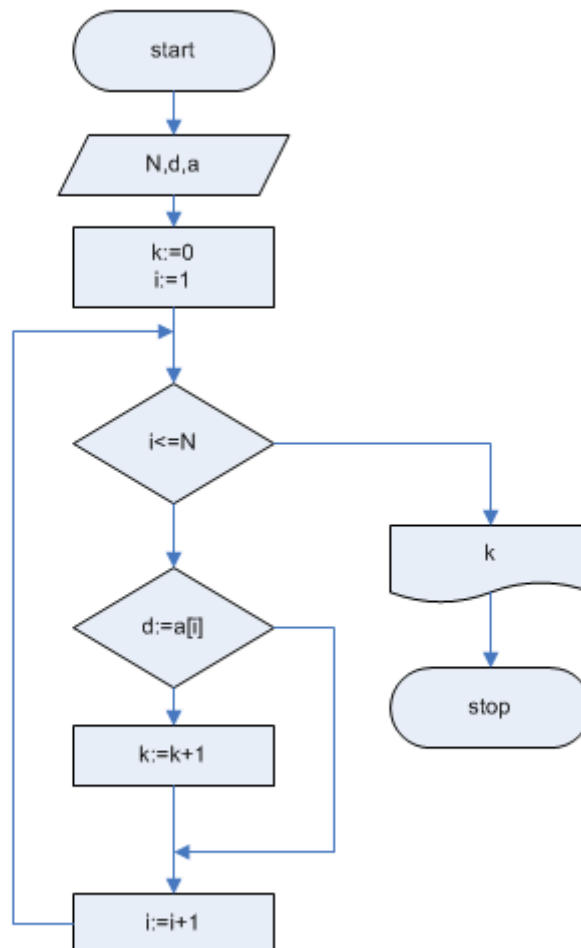 start
N,d,a
k:=0
i:=1
i<=N
k
d:=a[i]
stop
k:=k+1
i:=i+1